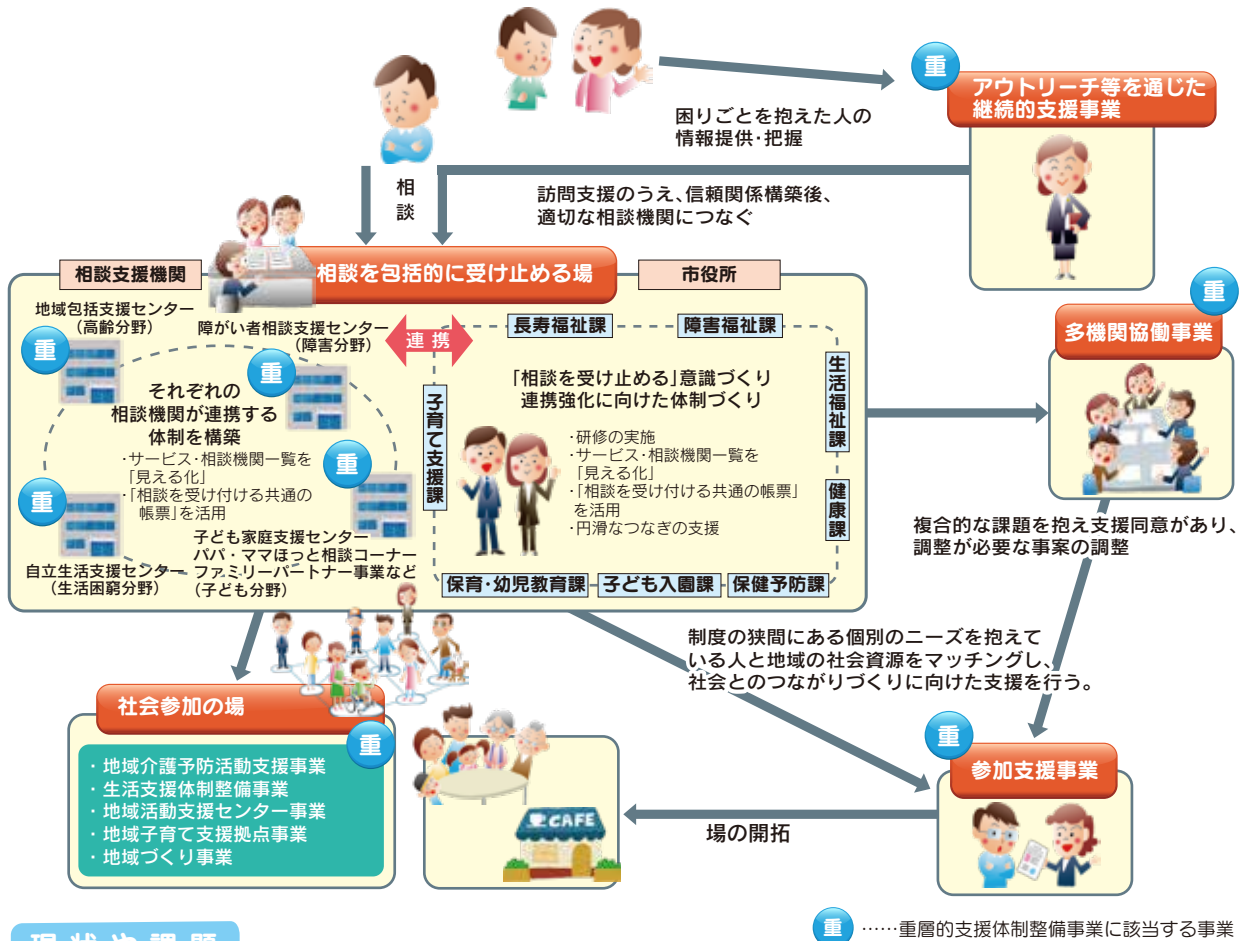 重
アウトリーチ等を通じた
継続的支援事業
困りごとを抱えた人の
情報提供・把握
相談
訪問支援のうえ、信頼関係構築後、
適切な相談機関につなぐ
相談支援機関
相談を包括的に受け止める場
市役所
地域包括支援センター
(高齢分野)
重
障がい者相談支援センター
(障害分野)
重
それぞれの
相談機関が連携する
体制を構築
・サービス・相談機関一覧を
「見える化」
・「相談を受け付ける共通の
帳票」を活用
重
自立生活支援センター
(生活困窮分野)
重
子ども家庭支援センター
パパ・ママほっと相談コーナー
ファミリーパートナー事業など
(子ども分野)
連携
長寿福祉課
障害福祉課
生活福祉課
健康課
子育て支援課
「相談を受け止める」意識づくり
連携強化に向けた体制づくり
・研修の実施
・サービス・相談機関一覧を
「見える化」
・「相談を受け付ける共通の帳票」
を活用
・円滑なつなぎの支援
保育・幼児教育課
子ども入園課
保健予防課
重
多機関協働事業
複合的な課題を抱え支援同意があり、
調整が必要な事案の調整
制度の狭間にある個別のニーズを抱えて
いる人と地域の社会資源をマッチングし、
社会とのつながりづくりに向けた支援を行う。
社会参加の場
重
・地域介護予防活動支援事業
・生活支援体制整備事業
・地域活動支援センター事業
・地域子育て支援拠点事業
・地域づくり事業
CAFE
場の開拓
重
参加支援事業
重……重層的支援体制整備事業に該当する事業
現状や課題